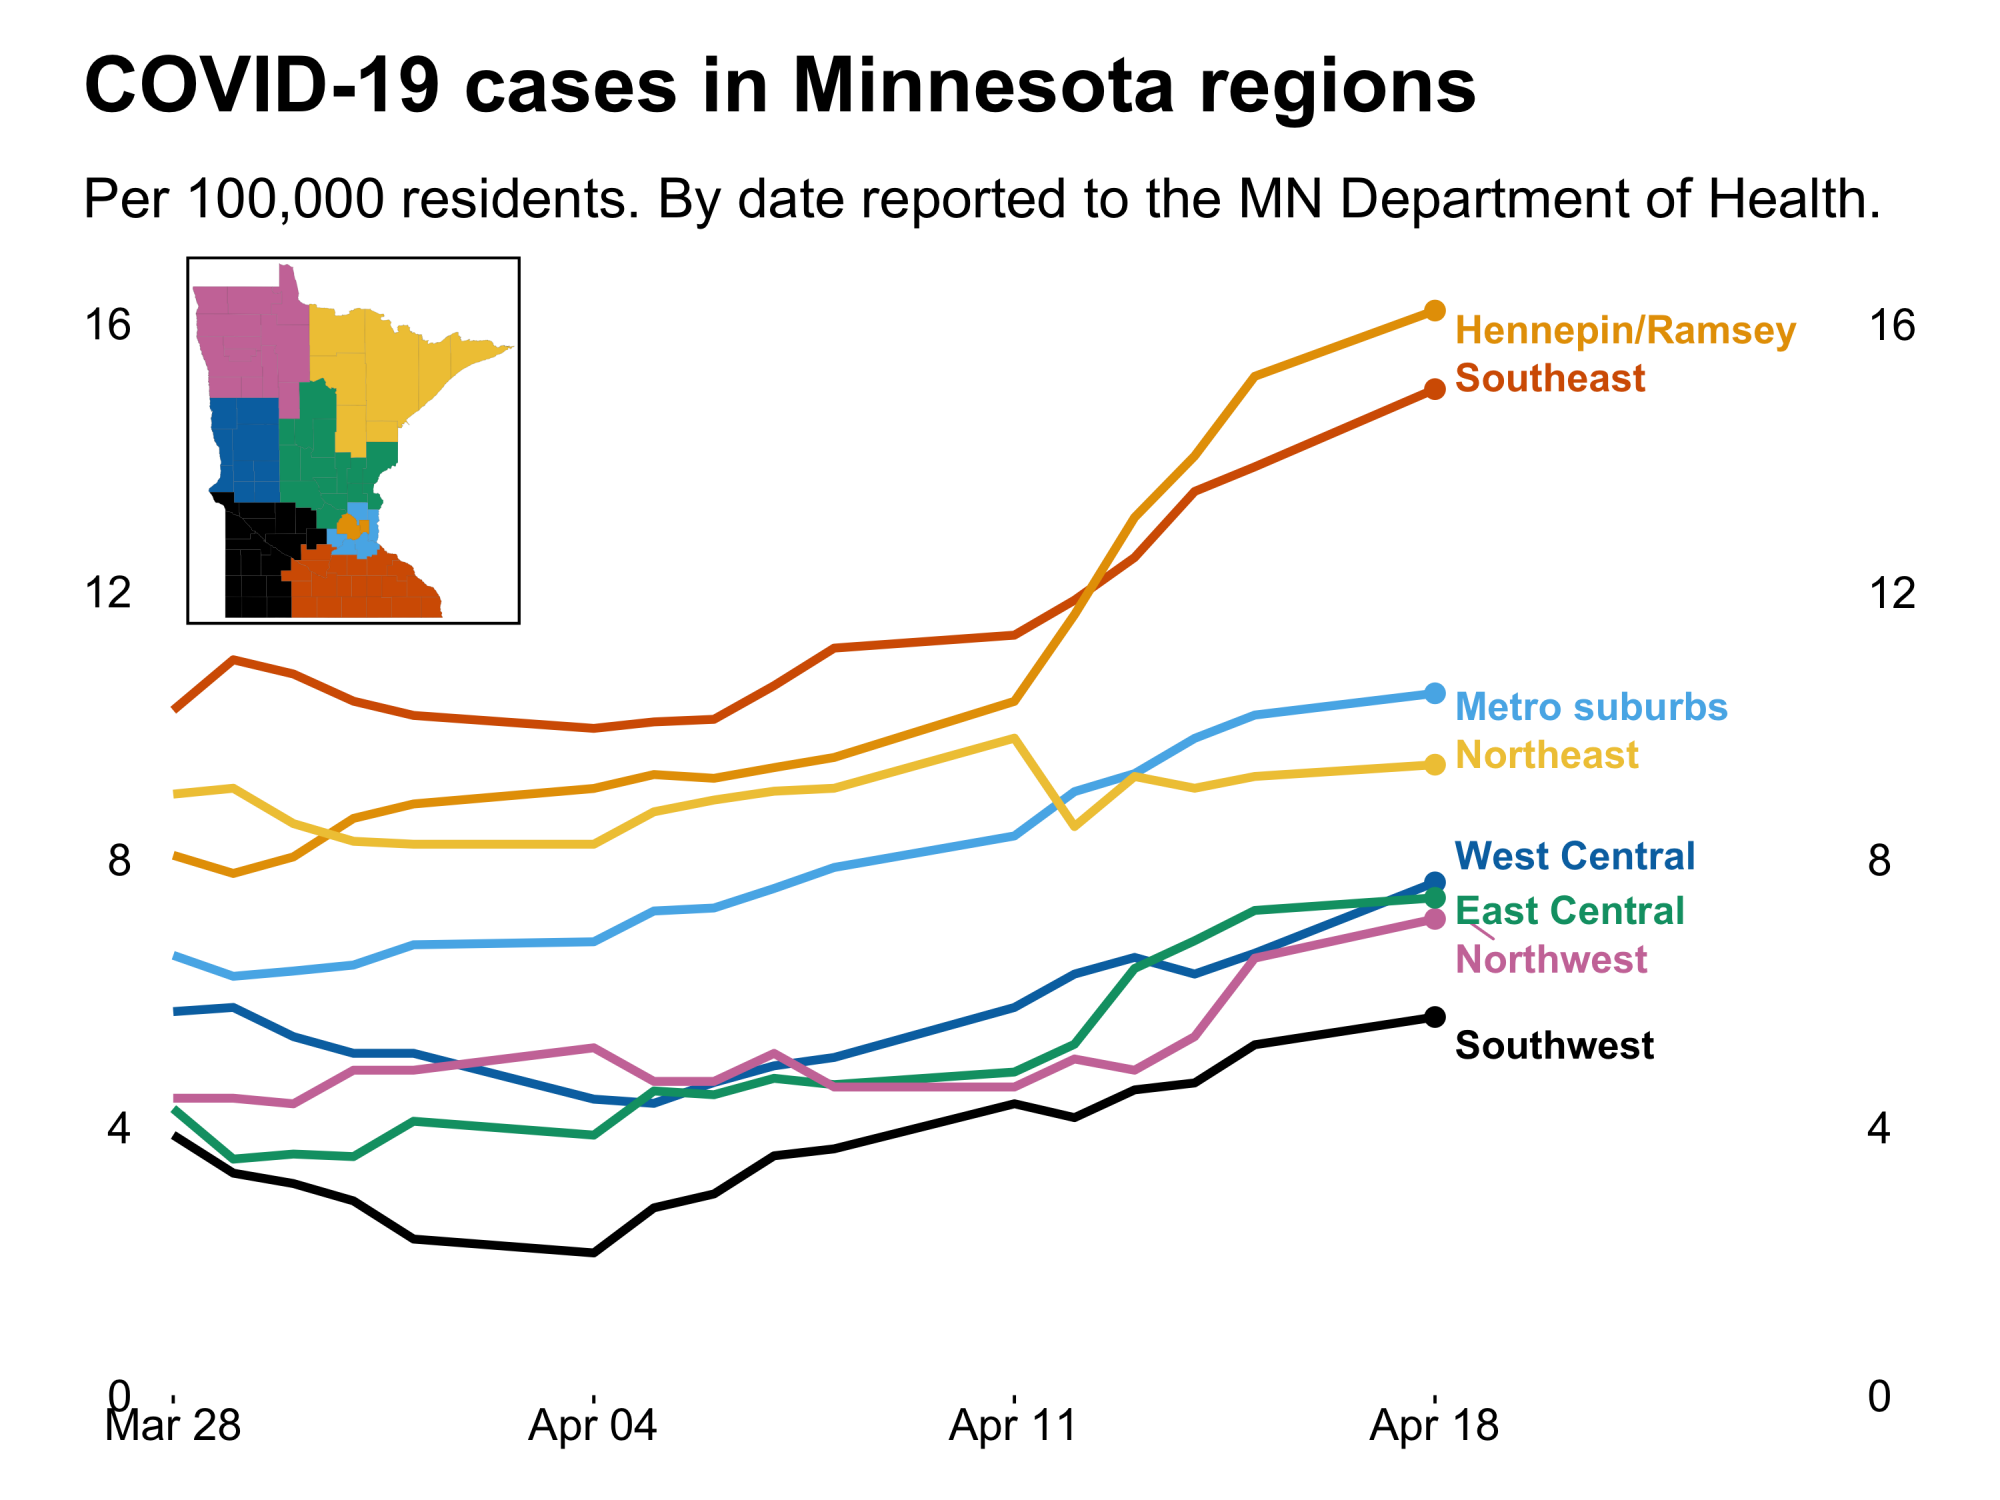 COVID-19 cases in Minnesota regions
Per 100,000 residents. By date reported to the MN Department of Health.
16
16
Hennepin/Ramsey
Southeast
12
12
Metro suburbs
Northeast
8
8
West Central
East Central
Northwest
Southwest
4
4
0
0
Mar 28
Apr 04
Apr 11
Apr 18